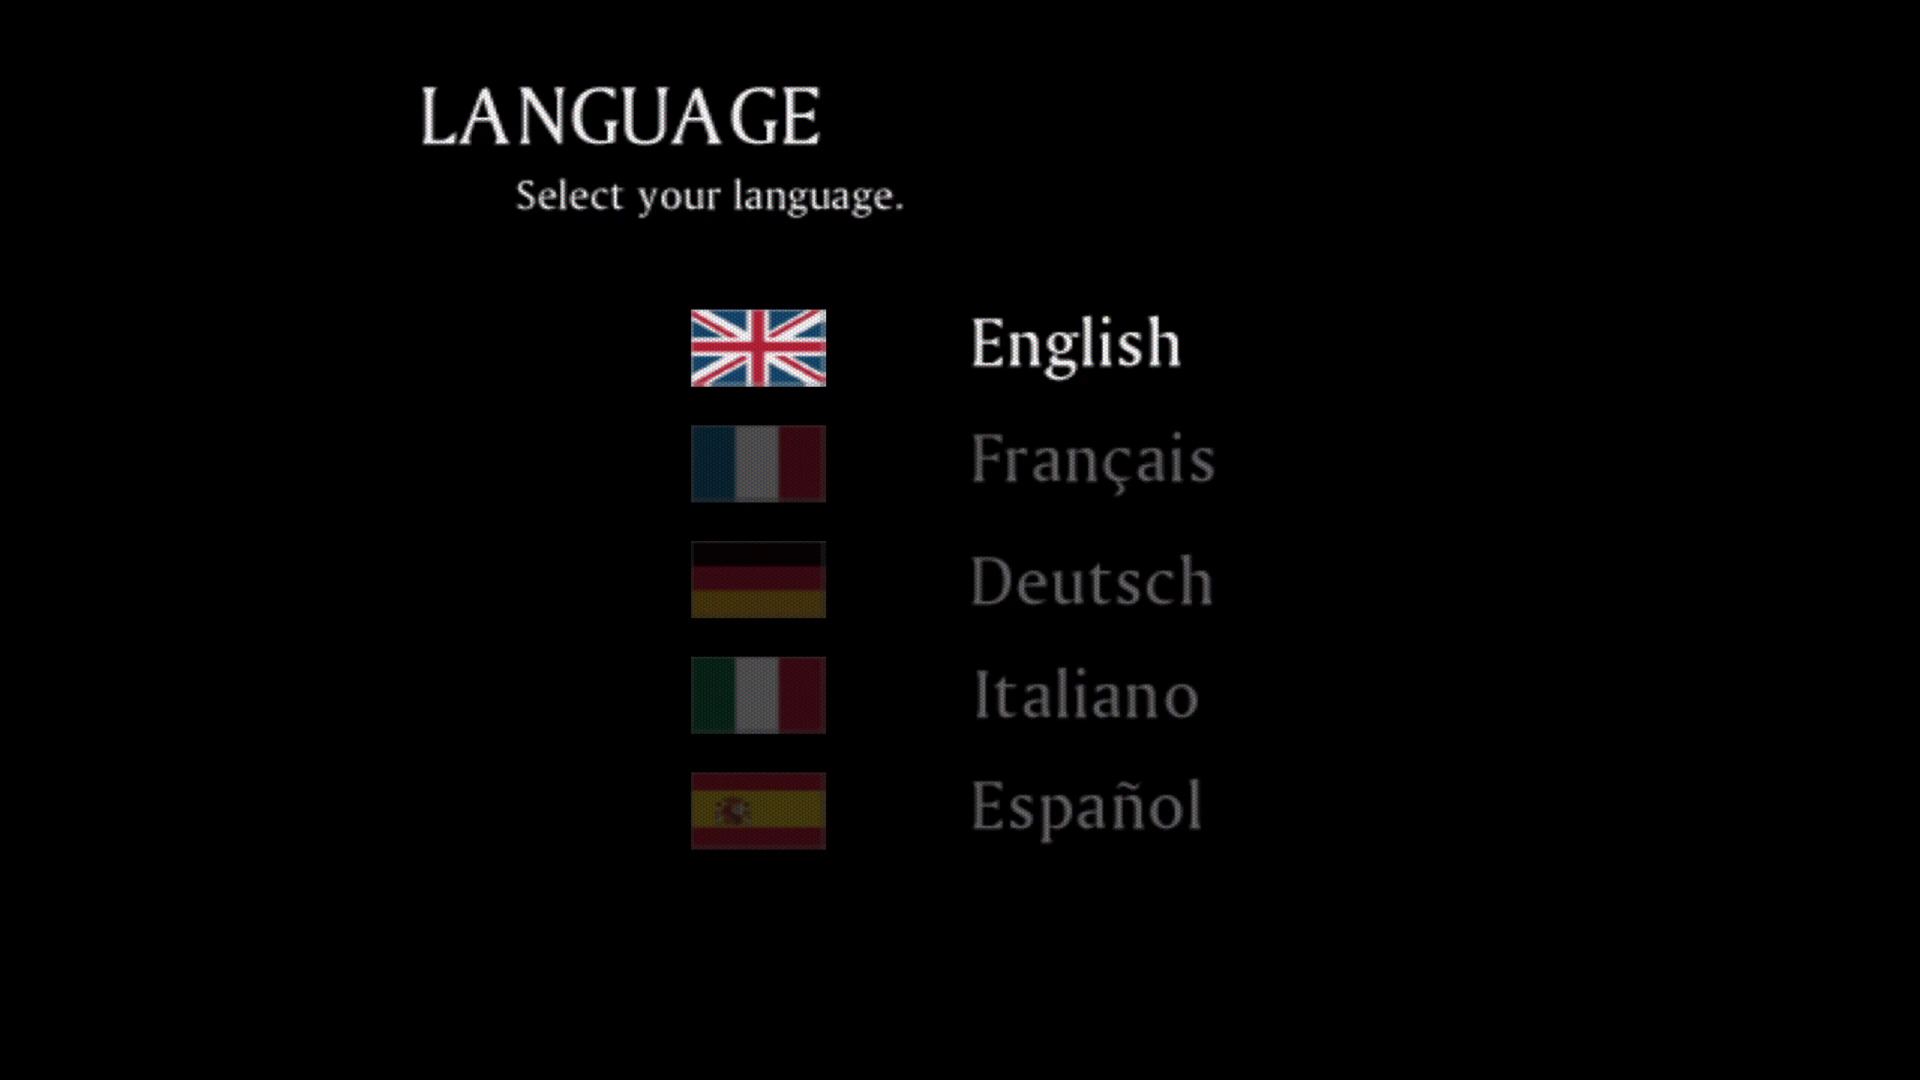 LANGUAGE
Select your language.
English
Français
Deutsch
Italiano
Español